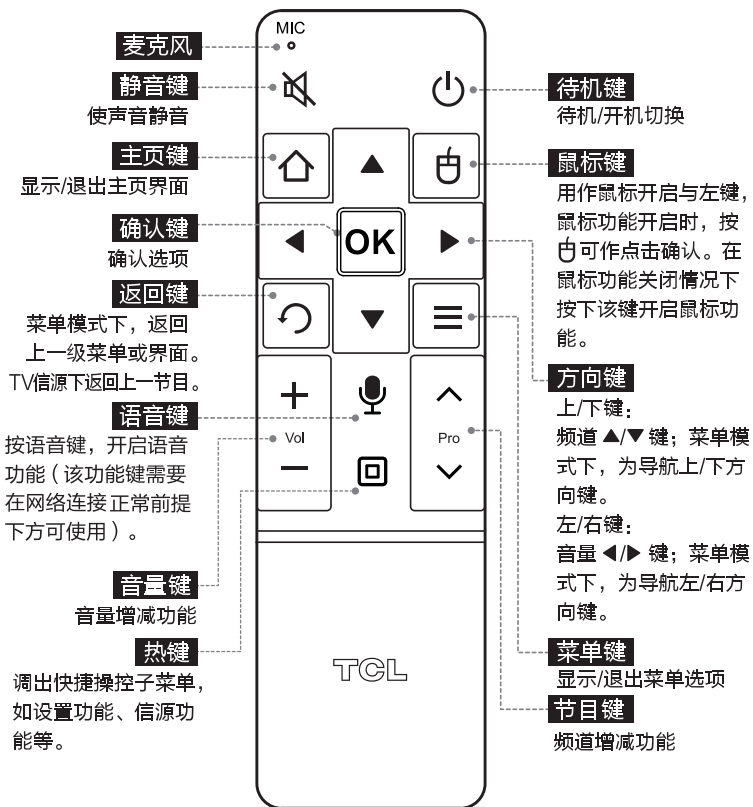 MIC
麦克风
静音键
使声音静音
主页键
显示/退出主页界面
确认键
确认选项
返回键
菜单模式下，返回
上一级菜单或界面。
TV信源下返回上一节目。
语音键
按语音键，开启语音
功能（该功能键需要
在网络连接正常前提
下方可使用）。
音量键
音量增减功能
热键
调出快捷操控子菜单，
如设置功能、信源功
能等。
OK
Vol
Pro
TCL
待机键
待机/开机切换
鼠标键
用作鼠标开启与左键，
鼠标功能开启时，按
可作点击确认。在
鼠标功能关闭情况下
按下该键开启鼠标功
能。
方向键
上/下键：
频道▲/▼键；菜单模
式下，为导航上/下方
向键。
左/右键：
音量◀/▶键；菜单模
式下，为导航左/右方
向键。
菜单键
显示/退出菜单选项
节目键
频道增减功能